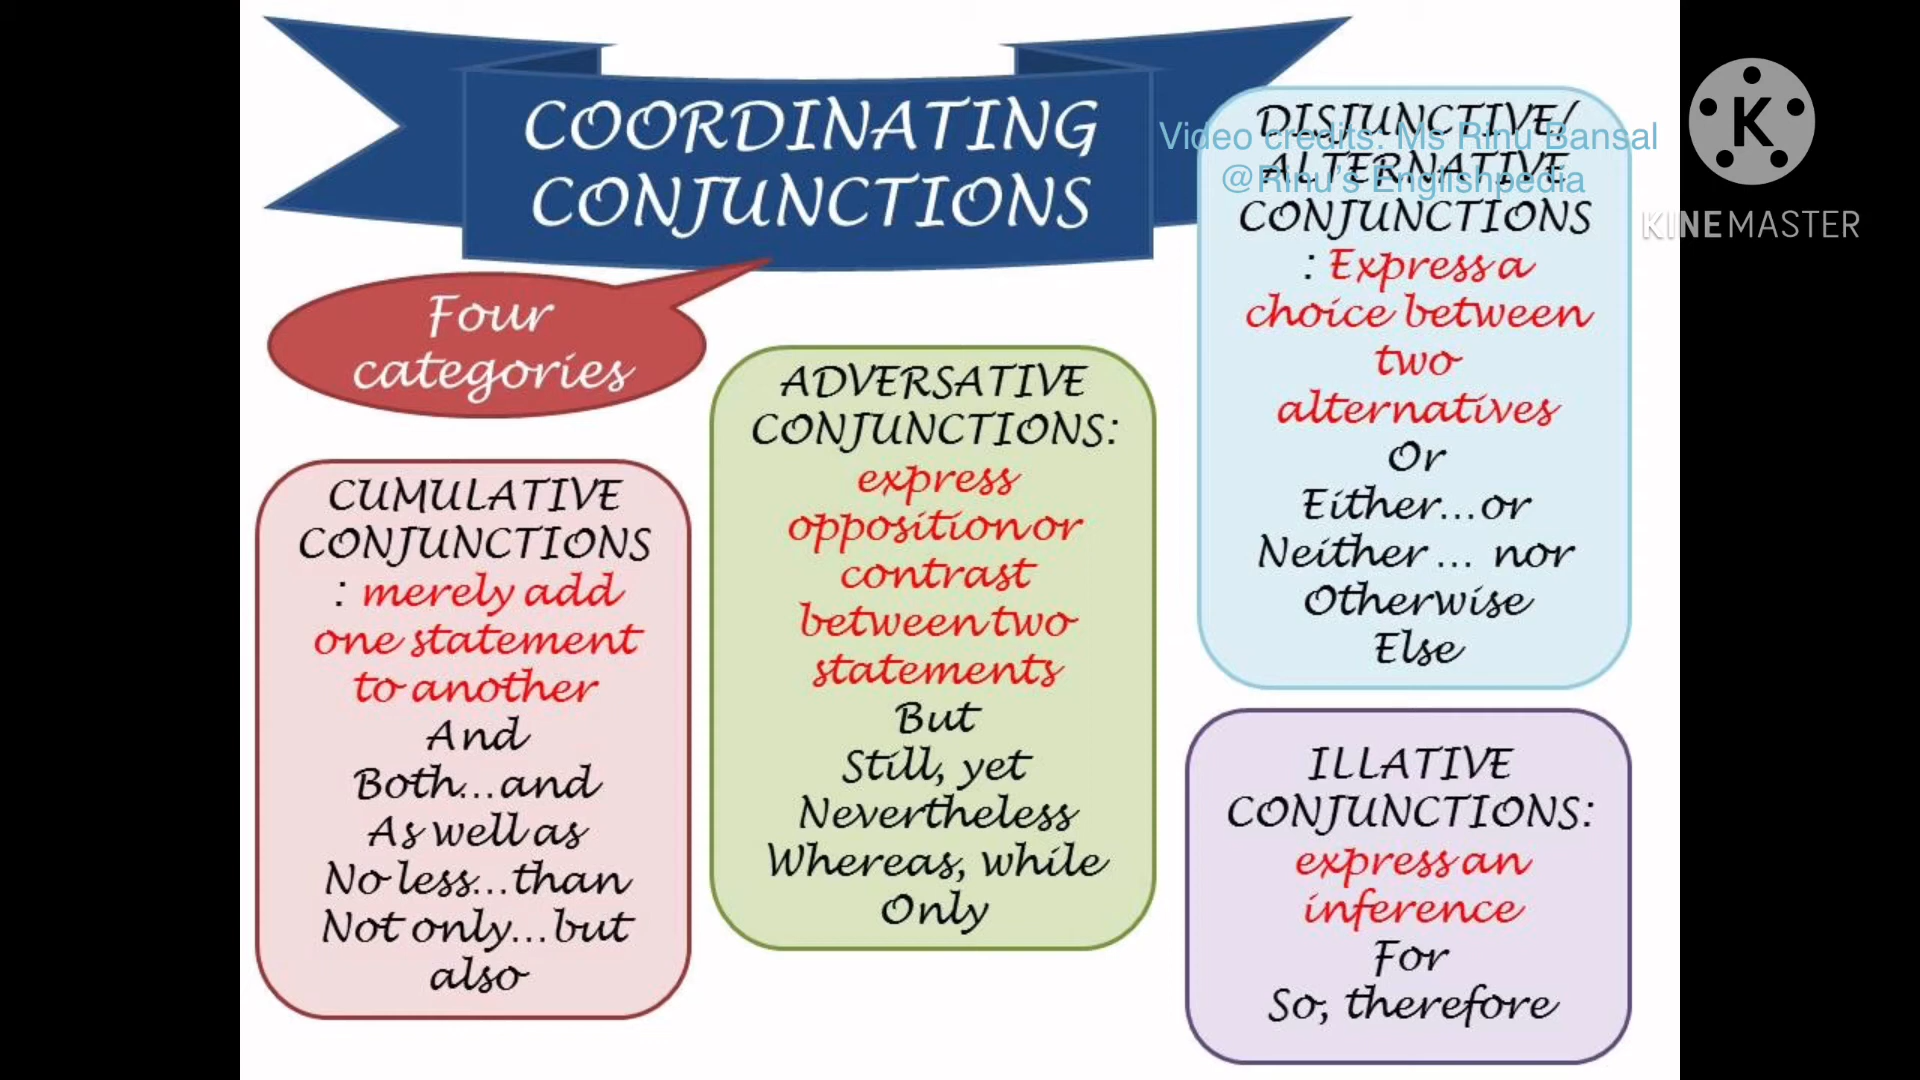 COORDINATING
CONJUNCTIONS
Four
categories
CUMULATIVE
CONJUNCTIONS
: merely add
one statement
to another
And
Both...and
As well as
No less...than
Not only...but
also
ADVERSATIVE
CONJUNCTIONS:
express
opposition or
contrast
between two
statements
But
Still, yet
Nevertheless
Whereas, while
Only
DISJUNCTIVE/
ALTERNATIVE
CONJUNCTIONS
: Express a
choice between
two
alternatives
Or
Either...or
Neither ... nor
Otherwise
Else
ILLATIVE
CONJUNCTIONS:
express an
inference
For
So, therefore
Video credits: Ms Rinu Bansal
@Rinu's Englishpedia
K
KINEMASTER